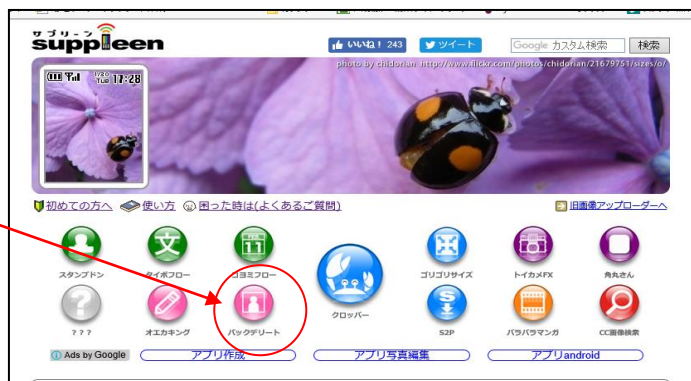 サプリーン
suppleen
いいね! 243 ツイート Google カスタム検索 検索
photo by chidorian http://www.flickr.com/photos/chidorian/21679751/sizes/o/
TUE 17:28
初めての方へ 使い方 困った時は(よくあるご質問) 旧画像アップローダーへ
スタンプドン タイポフロー コヨミフロー クロッパー ゴリゴリサイズ トイカメFX 角丸さん
??? オエカキング バックデリート S2P パラパラマンガ CC画像検索
Ads by Google アプリ作成 アプリ写真編集 アプリandroid